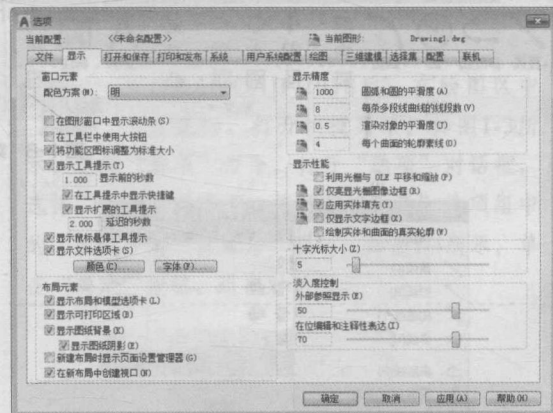 选项
当前配置: <<未命名配置>> 当前图形: Drawing1.dwg
文件 显示 打开和保存 打印和发布 系统 用户系统配置 绘图 三维建模 选择集 配置 联机
窗口元素
配色方案(M): 明
在图形窗口中显示滚动条(S)
在工具栏中使用大按钮
将功能区图标调整为标准大小
显示工具提示(T)
1.000 显示前的秒数
在工具提示中显示快捷键
显示扩展的工具提示
2.000 延迟的秒数
显示鼠标悬停工具提示
显示文件选项卡(S)
颜色(C)... 字体(F)...
布局元素
显示布局和模型选项卡(L)
显示可打印区域(B)
显示图纸背景(K)
显示图纸阴影(E)
新建布局时显示页面设置管理器(G)
在新布局中创建视口(N)
显示精度
1000 圆弧和圆的平滑度(A)
8 每条多段线曲线的线段数(V)
0.5 渲染对象的平滑度(J)
4 每个曲面的轮廓素线(O)
显示性能
利用光栅与 OLE 平移和缩放(P)
仅亮显光栅图像边框(R)
应用实体填充(Y)
仅显示文字边框(X)
绘制实体和曲面的真实轮廓(W)
十字光标大小(Z)
5
淡入度控制
外部参照显示(E)
50
在位编辑和注释性表达(I)
70
确定 取消 应用(A) 帮助(H)